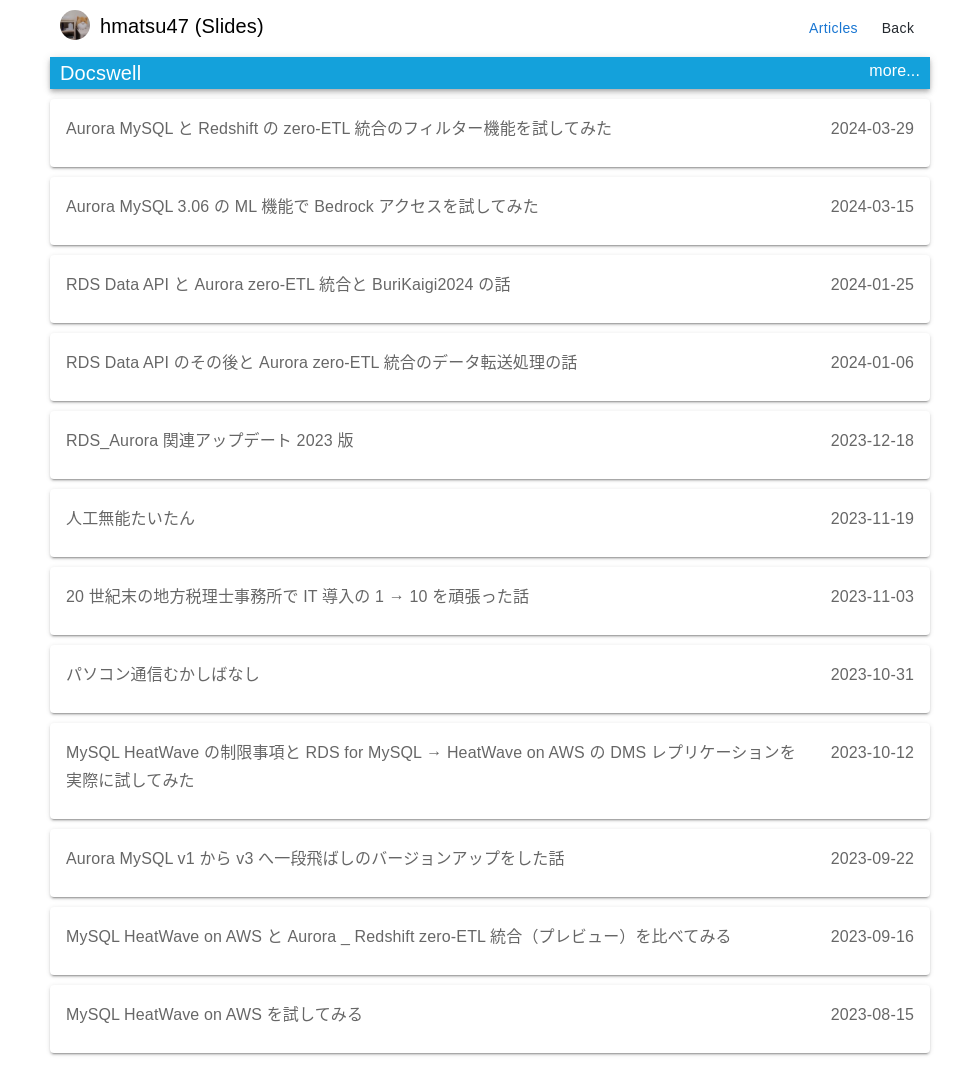 hmatsu47 (Slides)
Articles
Back
Docswell
more...
Aurora MySQL と Redshift の zero-ETL 統合のフィルター機能を試してみた
2024-03-29
Aurora MySQL 3.06 の ML 機能で Bedrock アクセスを試してみた
2024-03-15
RDS Data API と Aurora zero-ETL 統合と BuriKaigi2024 の話
2024-01-25
RDS Data API のその後と Aurora zero-ETL 統合のデータ転送処理の話
2024-01-06
RDS_Aurora 関連アップデート 2023 版
2023-12-18
人工無能たいたん
2023-11-19
20 世紀末の地方税理士事務所で IT 導入の 1 → 10 を頑張った話
2023-11-03
パソコン通信むかしばなし
2023-10-31
MySQL HeatWave の制限事項と RDS for MySQL → HeatWave on AWS の DMS レプリケーションを
実際に試してみた
2023-10-12
Aurora MySQL v1 から v3 へ一段飛ばしのバージョンアップをした話
2023-09-22
MySQL HeatWave on AWS と Aurora _ Redshift zero-ETL 統合（プレビュー）を比べてみる
2023-09-16
MySQL HeatWave on AWS を試してみる
2023-08-15